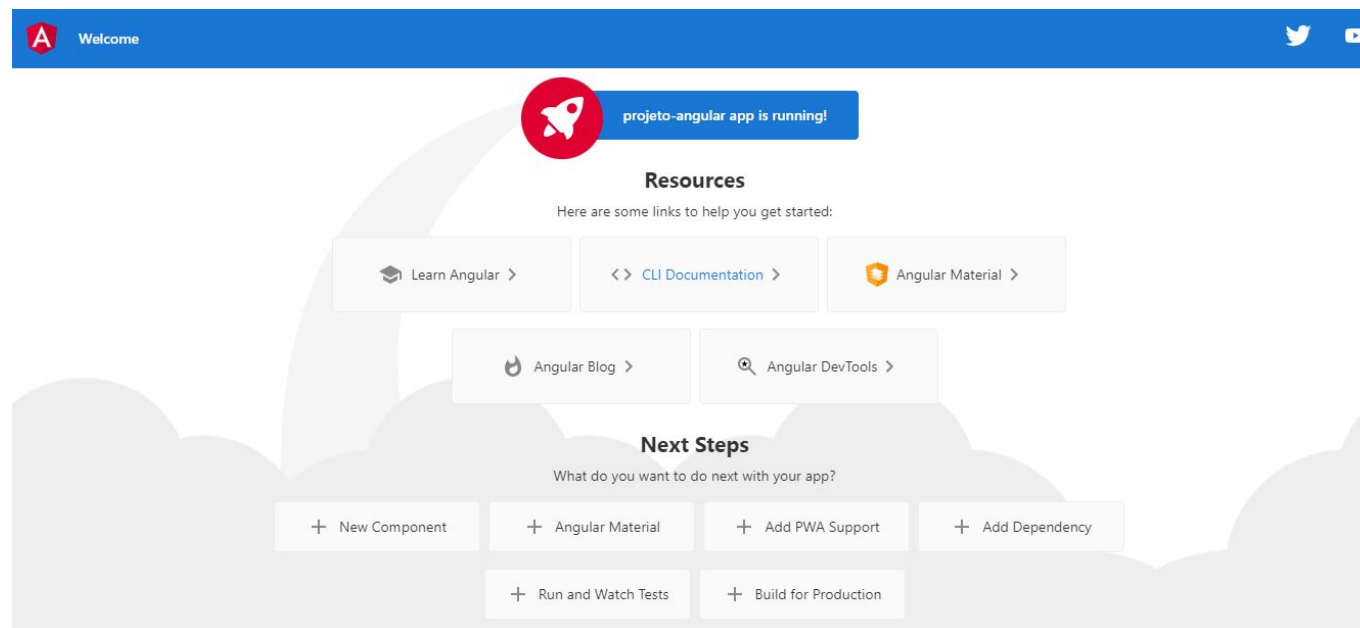 Welcome
projeto-angular app is running!
Resources
Here are some links to help you get started:
Learn Angular
CLI Documentation
Angular Material
Angular Blog
Angular DevTools
Next Steps
What do you want to do next with your app?
New Component
Angular Material
Add PWA Support
Add Dependency
Run and Watch Tests
Build for Production